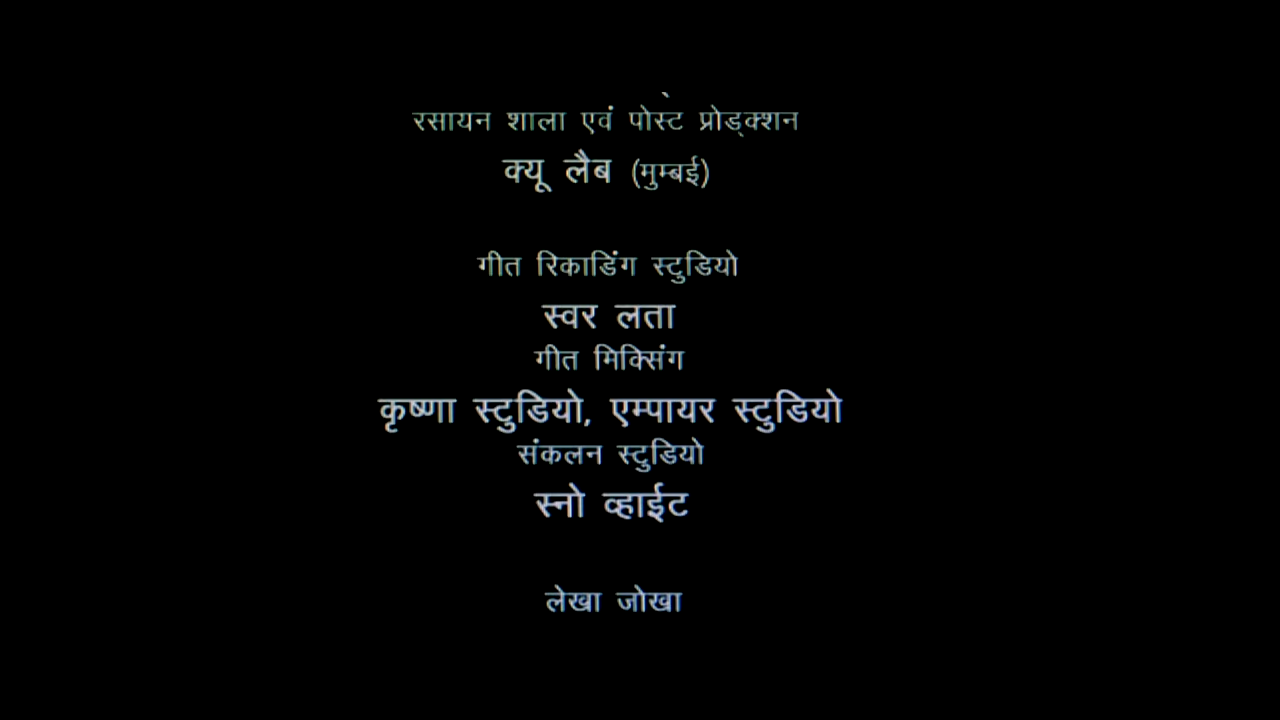 रसायन शाला एवं पोस्ट प्रोड्क्शन
क्यू लैब (मुम्बई)
गीत रिकाडिंग स्टुडियो
स्वर लता
गीत मिक्सिंग
कृष्णा स्टुडियो, एम्पायर स्टुडियो
संकलन स्टुडियो
स्नो व्हाईट
लेखा जोखा